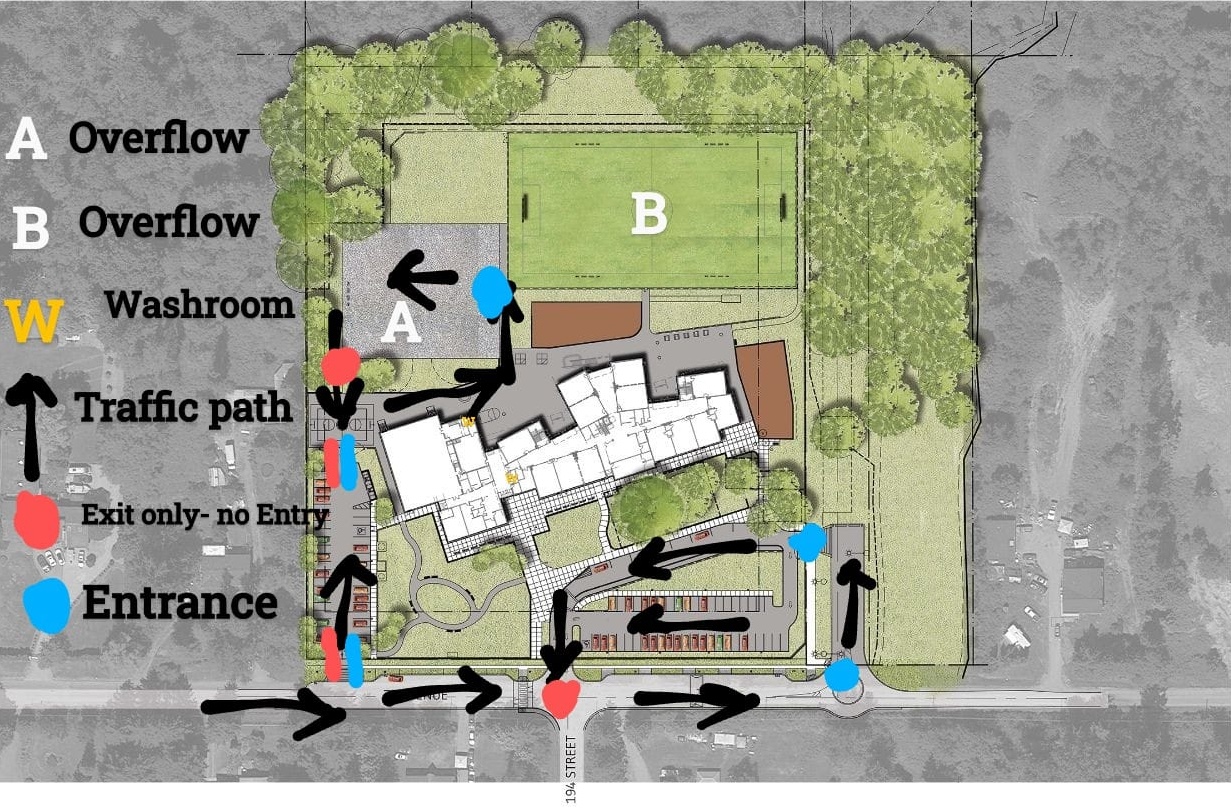 A Overflow
B Overflow
W Washroom
Traffic path
Exit only- no Entry
Entrance
B
A
W
W
194 STREET